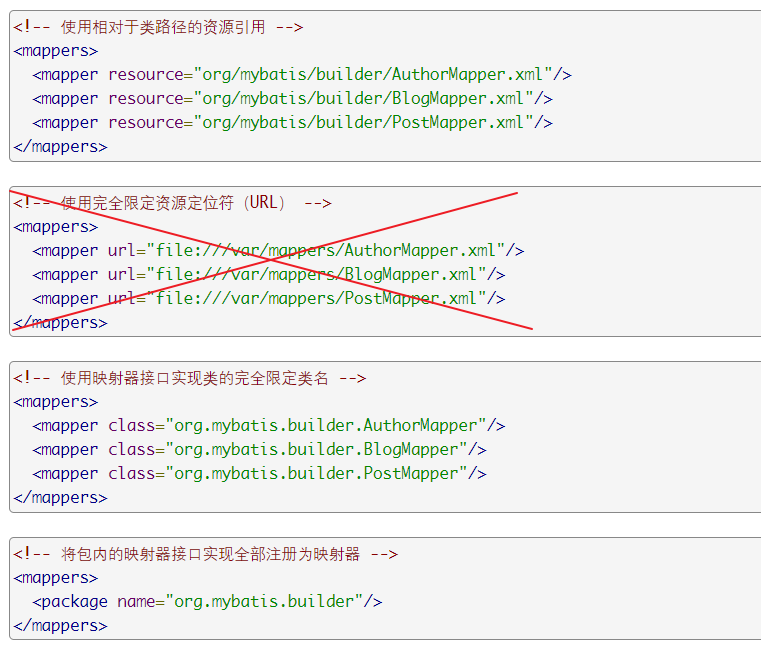 <!-- 使用相对于类路径的资源引用 -->
<mappers>
  <mapper resource="org/mybatis/builder/AuthorMapper.xml"/>
  <mapper resource="org/mybatis/builder/BlogMapper.xml"/>
  <mapper resource="org/mybatis/builder/PostMapper.xml"/>
</mappers>
<!-- 使用完全限定资源定位符（URL） -->
<mappers>
  <mapper url="file:///var/mappers/AuthorMapper.xml"/>
  <mapper url="file:///var/mappers/BlogMapper.xml"/>
  <mapper url="file:///var/mappers/PostMapper.xml"/>
</mappers>
<!-- 使用映射器接口实现类的完全限定类名 -->
<mappers>
  <mapper class="org.mybatis.builder.AuthorMapper"/>
  <mapper class="org.mybatis.builder.BlogMapper"/>
  <mapper class="org.mybatis.builder.PostMapper"/>
</mappers>
<!-- 将包内的映射器接口实现全部注册为映射器 -->
<mappers>
  <package name="org.mybatis.builder"/>
</mappers>